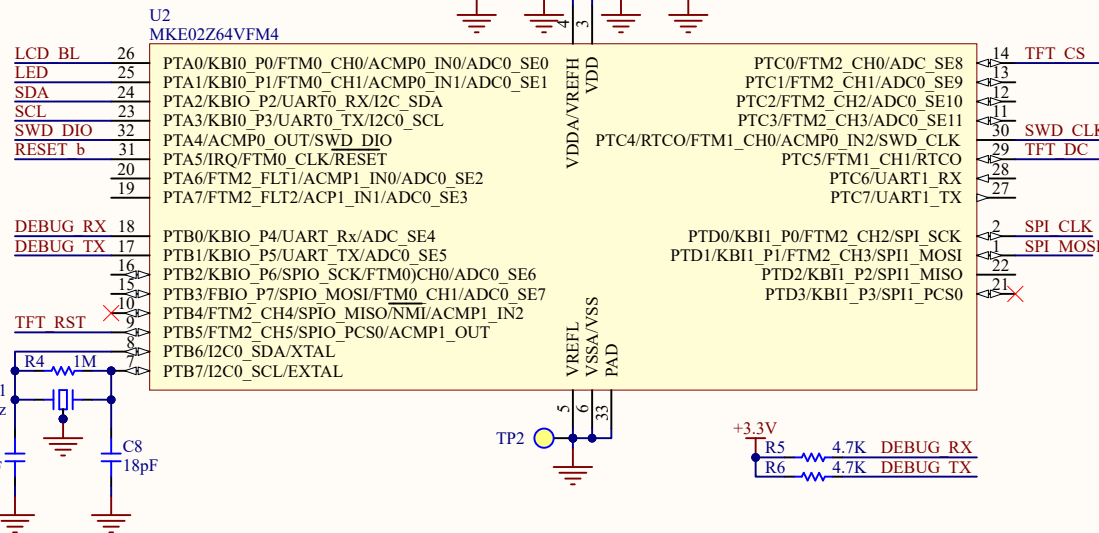 U2
MKE02Z64VFM4
4
3
LCD_BL 26 PTA0/KBI0_P0/FTM0_CH0/ACMP0_IN0/ADC0_SE0
LED 25 PTA1/KBI0_P1/FTM0_CH1/ACMP0_IN1/ADC0_SE1
SDA 24 PTA2/KBIO_P2/UART0_RX/I2C_SDA
SCL 23 PTA3/KBI0_P3/UART0_TX/I2C0_SCL
SWD_DIO 32 PTA4/ACMP0_OUT/SWD_DIO
RESET_b 31 PTA5/IRQ/FTM0_CLK/RESET
20 PTA6/FTM2_FLT1/ACMP1_IN0/ADC0_SE2
19 PTA7/FTM2_FLT2/ACP1_IN1/ADC0_SE3
DEBUG_RX 18 PTB0/KBIO_P4/UART_Rx/ADC_SE4
DEBUG_TX 17 PTB1/KBIO_P5/UART_TX/ADC0_SE5
16 PTB2/KBIO_P6/SPIO_SCK/FTM0)CH0/ADC0_SE6
15 PTB3/FBIO_P7/SPIO_MOSI/FTM0_CH1/ADC0_SE7
10 PTB4/FTM2_CH4/SPIO_MISO/NMI/ACMP1_IN2
TFT_RST 9 PTB5/FTM2_CH5/SPIO_PCS0/ACMP1_OUT
8 PTB6/I2C0_SDA/XTAL
7 PTB7/I2C0_SCL/EXTAL
VDDA/VREFH
VDD
PTC0/FTM2_CH0/ADC_SE8 14 TFT_CS
PTC1/FTM2_CH1/ADC0_SE9 13
PTC2/FTM2_CH2/ADC0_SE10 12
PTC3/FTM2_CH3/ADC0_SE11 11
PTC4/RTCO/FTM1_CH0/ACMP0_IN2/SWD_CLK 30 SWD_CLK
PTC5/FTM1_CH1/RTCO 29 TFT_DC
PTC6/UART1_RX 28
PTC7/UART1_TX 27
PTD0/KBI1_P0/FTM2_CH2/SPI_SCK 2 SPI_CLK
PTD1/KBI1_P1/FTM2_CH3/SPI1_MOSI 1 SPI_MOSI
PTD2/KBI1_P2/SPI1_MISO 22
PTD3/KBI1_P3/SPI1_PCS0 21
VREFL
VSSA/VSS
PAD
5
6
33
TP2
R4 1M
1
z
C8
18pF
+3.3V
R5 4.7K DEBUG_RX
R6 4.7K DEBUG_TX